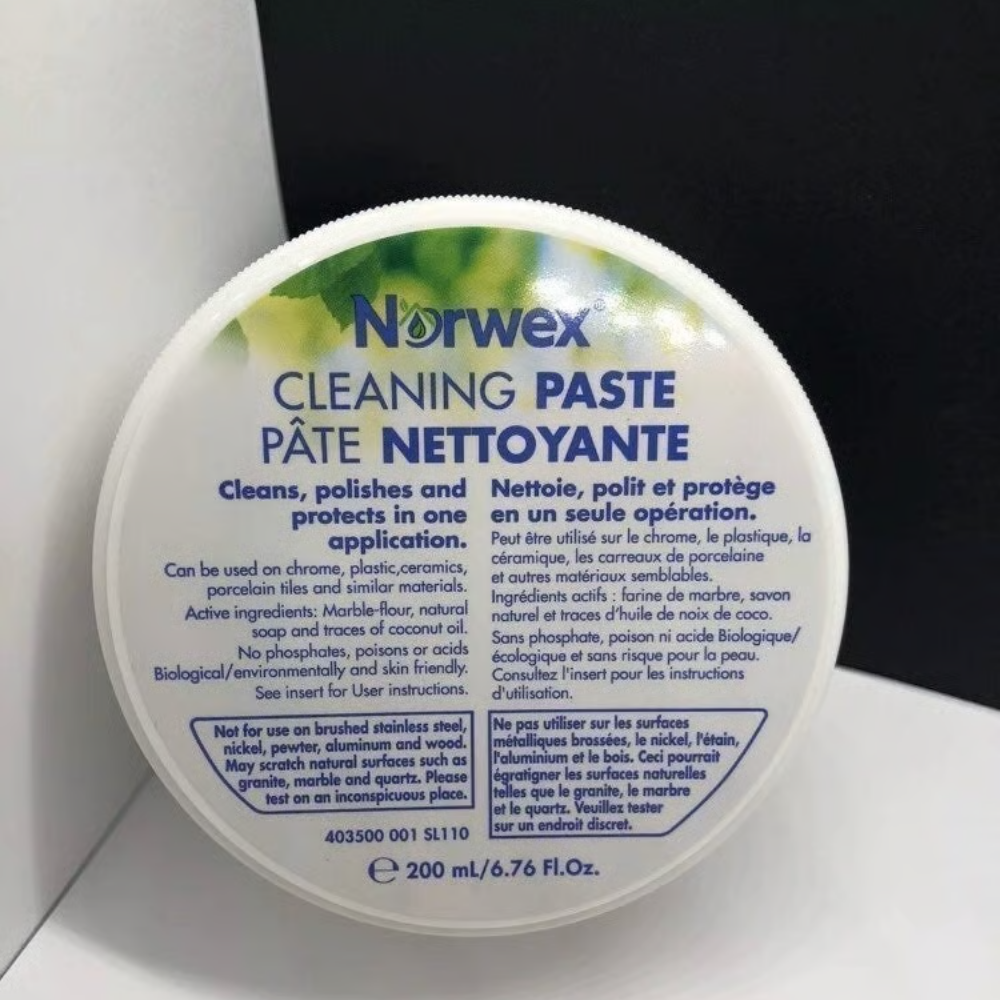 Norwex®
CLEANING PASTE
PÂTE NETTOYANTE
Cleans, polishes and
protects in one
application.
Can be used on chrome, plastic,ceramics,
porcelain tiles and similar materials.
Active ingredients: Marble-flour, natural
soap and traces of coconut oil.
No phosphates, poisons or acids
Biological/environmentally and skin friendly.
See insert for User instructions.
Not for use on brushed stainless steel,
nickel, pewter, aluminum and wood.
May scratch natural surfaces such as
granite, marble and quartz. Please
test on an inconspicuous place.
403500 001 SL110
Nettoie, polit et protège
en un seule opération.
Peut être utilisé sur le chrome, le plastique, la
céramique, les carreaux de porcelaine
et autres matériaux semblables.
Ingrédients actifs : farine de marbre, savon
naturel et traces d'huile de noix de coco.
Sans phosphate, poison ni acide Biologique/
écologique et sans risque pour la peau.
Consultez l'insert pour les instructions
d'utilisation.
Ne pas utiliser sur les surfaces
métalliques brossées, le nickel, l'étain,
l'aluminium et le bois. Ceci pourrait
égratigner les surfaces naturelles
telles que le granite, le marbre
et le quartz. Veuillez tester
sur un endroit discret.
℮ 200 mL/6.76 Fl.Oz.